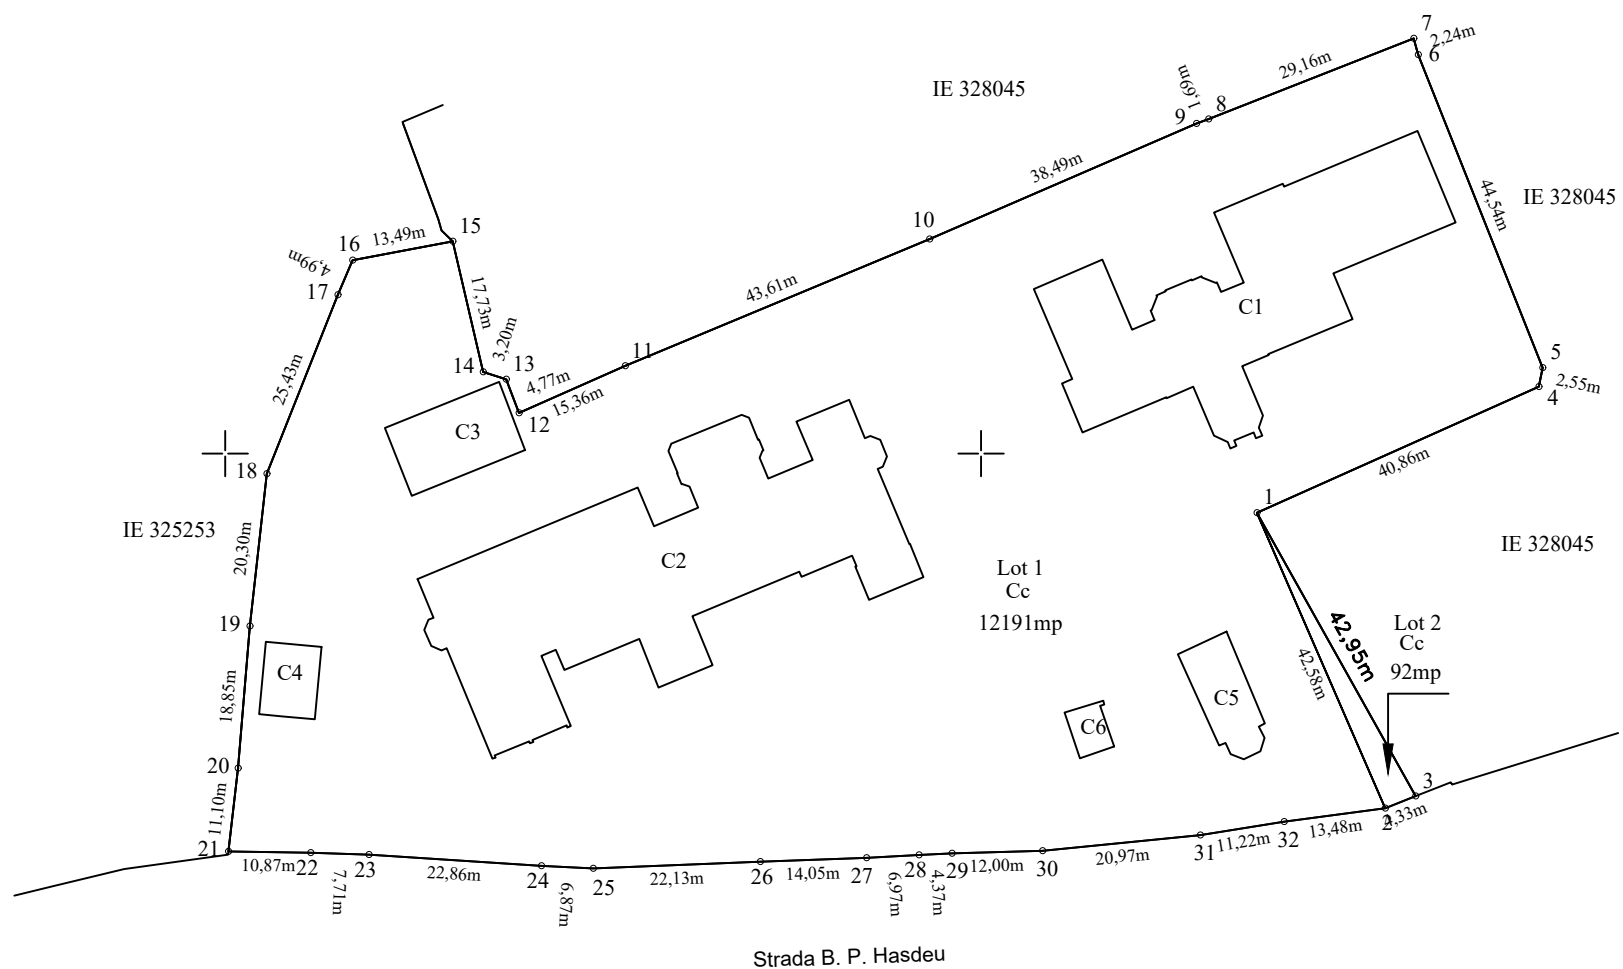 7
2,24m
6
29,16m
IE 328045
1,69m
8
9
38,49m
44,54m
IE 328045
10
15
13,49m
16
4,99m
17
17,73m
43,61m
C1
3,20m
11
14
13
4,77m
15,36m
12
25,43m
5
2,55m
4
C3
18
40,86m
1
IE 325253
20,30m
C2
Lot 1
Cc
12191mp
IE 328045
19
42,95m
Lot 2
Cc
92mp
42,58m
C4
18,85m
C5
C6
20
11,10m
3
4,33m
2
21
10,87m
22
7,71m
23
22,86m
24
6,87m
25
22,13m
26
14,05m
27
6,97m
28
4,37m
29
12,00m
30
20,97m
31
11,22m
32
13,48m
Strada B. P. Hasdeu